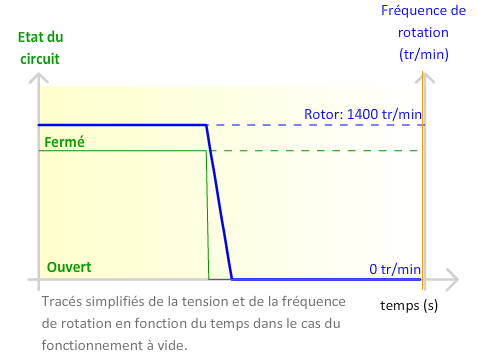 Fréquence de
rotation
(tr/min)
Etat du
circuit
Rotor: 1400 tr/min
Fermé
Ouvert
0 tr/min
temps (s)
Tracés simplifiés de la tension et de la fréquence
de rotation en fonction du temps dans le cas du
fonctionnement à vide.